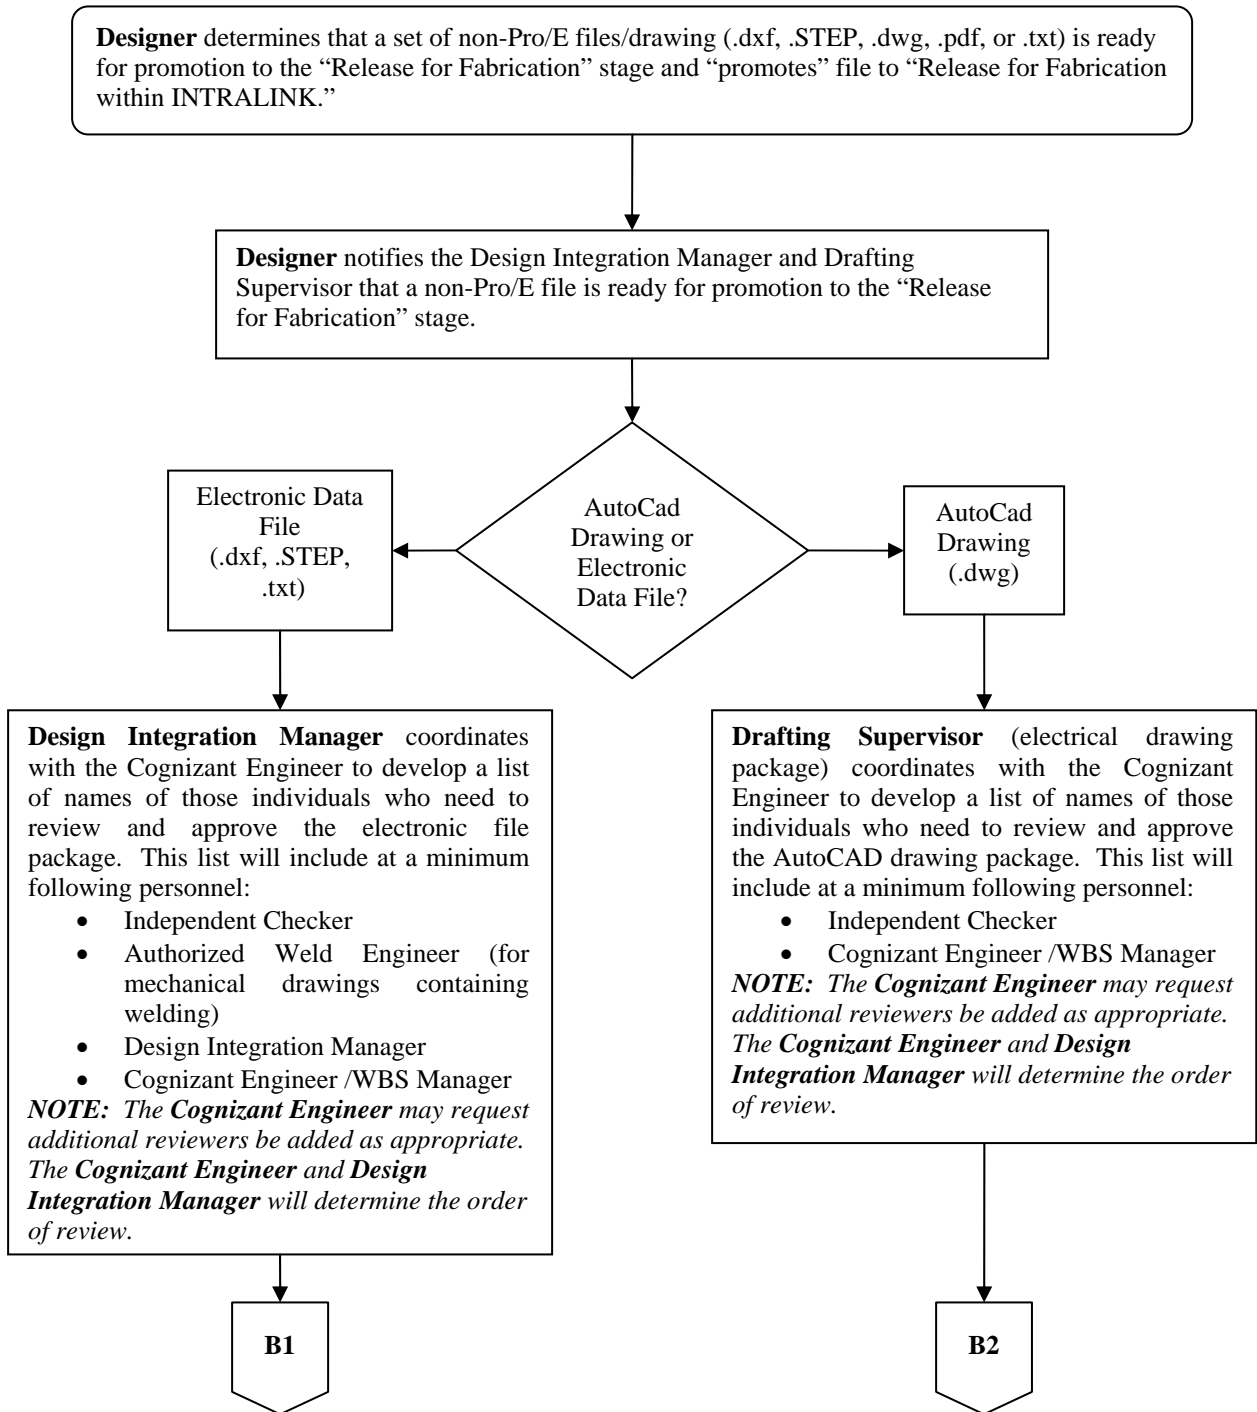 Designer determines that a set of non-Pro/E files/drawing (.dxf, .STEP, .dwg, .pdf, or .txt) is ready
for promotion to the “Release for Fabrication” stage and “promotes” file to “Release for Fabrication
within INTRALINK.”
Designer notifies the Design Integration Manager and Drafting
Supervisor that a non-Pro/E file is ready for promotion to the “Release
for Fabrication” stage.
Electronic Data
File
(.dxf, .STEP,
.txt)
AutoCad
Drawing or
Electronic
Data File?
AutoCad
Drawing
(.dwg)
Design Integration Manager coordinates
with the Cognizant Engineer to develop a list
of names of those individuals who need to
review and approve the electronic file
package. This list will include at a minimum
following personnel:
• Independent Checker
• Authorized Weld Engineer (for
mechanical drawings containing
welding)
• Design Integration Manager
• Cognizant Engineer /WBS Manager
NOTE: The Cognizant Engineer may request
additional reviewers be added as appropriate.
The Cognizant Engineer and Design
Integration Manager will determine the order
of review.
Drafting Supervisor (electrical drawing
package) coordinates with the Cognizant
Engineer to develop a list of names of those
individuals who need to review and approve
the AutoCAD drawing package. This list will
include at a minimum following personnel:
• Independent Checker
• Cognizant Engineer /WBS Manager
NOTE: The Cognizant Engineer may request
additional reviewers be added as appropriate.
The Cognizant Engineer and Design
Integration Manager will determine the order
of review.
B1
B2